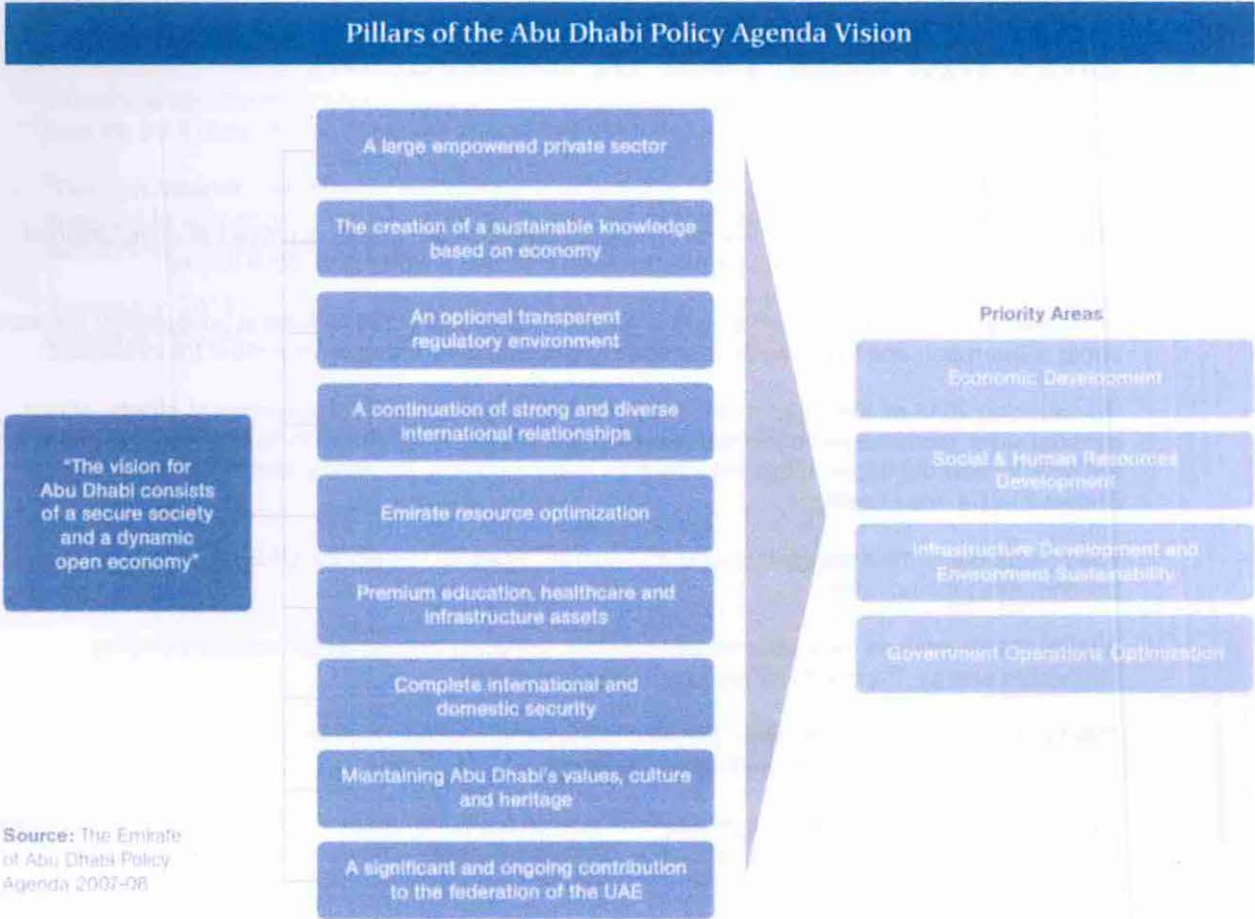 Pillars of the Abu Dhabi Policy Agenda Vision
"The vision for
Abu Dhabi consists
of a secure society
and a dynamic
open economy"
A large empowered private sector
The creation of a sustainable knowledge
based on economy
An optional transparent
regulatory environment
A continuation of strong and diverse
international relationships
Emirate resource optimization
Premium education, healthcare and
infrastructure assets
Complete international and
domestic security
Miantaining Abu Dhabi's values, culture
and heritage
A significant and ongoing contribution
to the federation of the UAE
Priority Areas
Economic Development
Social & Human Resources
Development
Infrastructure Development and
Environment Sustainability
Government Operations Optimization
Source: The Emirate
of Abu Dhabi Policy
Agenda 2007-08